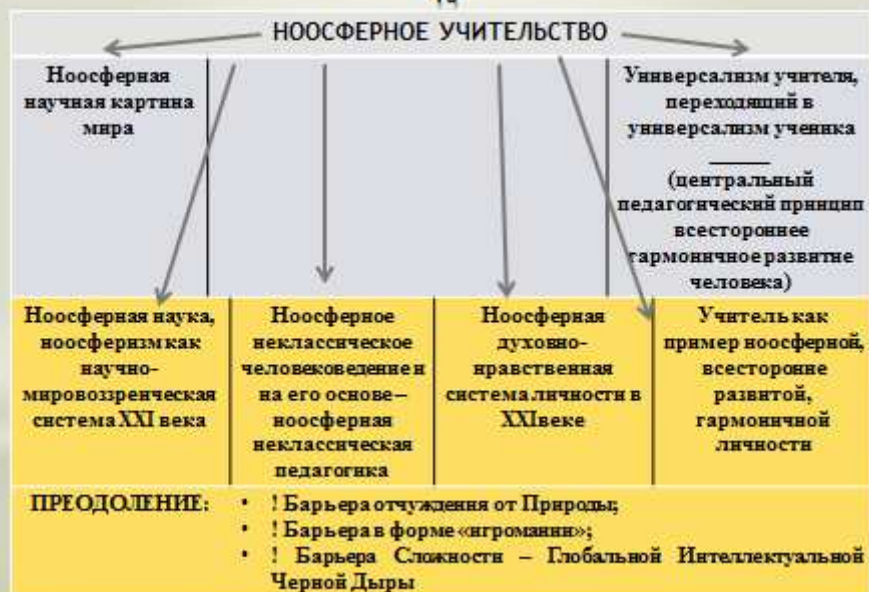 НООСФЕРНОЕ УЧИТЕЛЬСТВО
Ноосферная
научная картина
мира
Универсализм учителя,
переходящий в
универсализм ученика
(центральный
педагогический принцип
всестороннее
гармоничное развитие
человека)
Ноосферная наука,
ноосферизм как
научно-
мировоззренческая
система XXI века
Ноосферное
неклассическое
человековедение и
на его основе –
ноосферная
неклассическая
педагогика
Ноосферная
духовно-
нравственная
система личности в
XXI веке
Учитель как
пример ноосферной,
всесторонне
развитой,
гармоничной
личности
ПРЕОДОЛЕНИЕ:
• ! Барьера отчуждения от Природы;
• ! Барьера в форме «игромании»;
• ! Барьера Сложности – Глобальной Интеллектуальной
Черной Дыры